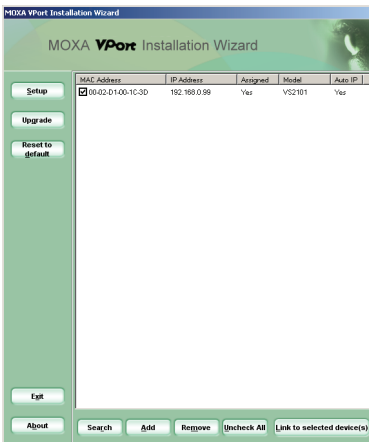 MOXA VPort Installation Wizard
MOXA VPort Installation Wizard
MAC Address IP Address Assigned Model Auto IP
00-02-D1-00-1C-3D 192.168.0.99 Yes VS2101 Yes
Setup
Upgrade
Reset to
default
Exit
About
Search Add Remove Uncheck All Link to selected device(s)